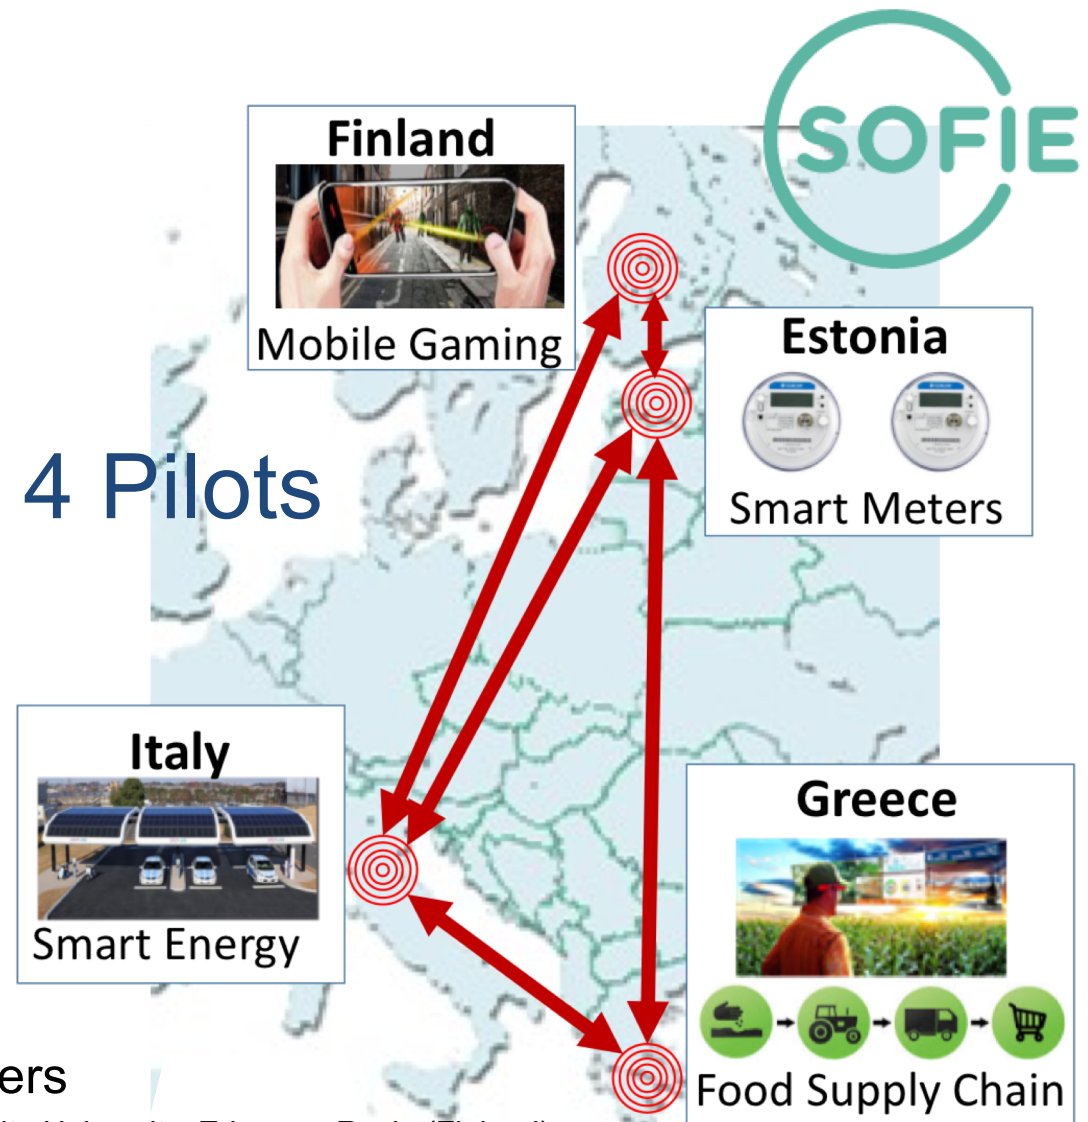 SOFIE
Finland
Mobile Gaming
Estonia
Smart Meters
4 Pilots
Italy
Smart Energy
Greece
Food Supply Chain
ers